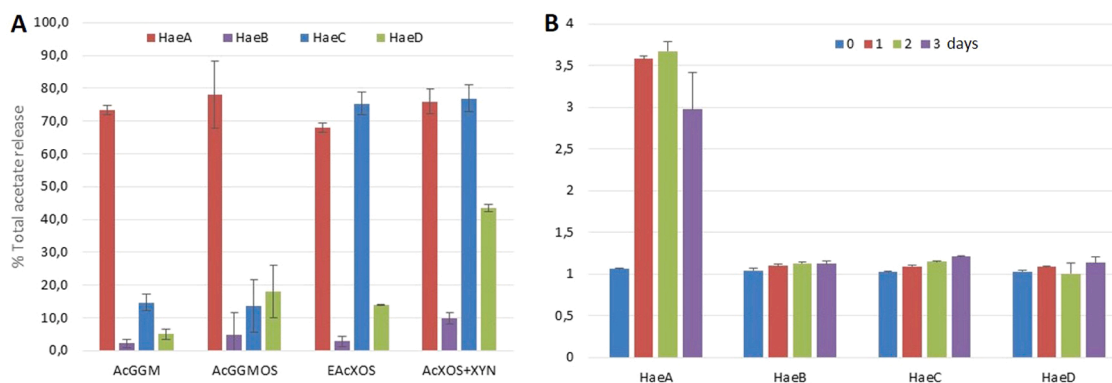 A
100,0
90,0
80,0
70,0
60,0
50,0
40,0
30,0
20,0
10,0
0,0
% Total acetate release
HaeA HaeB HaeC HaeD
AcGGM AcGGMOS EAcXOS AcXOS+XYN
B
4
3,5
3
2,5
2
1,5
1
0,5
0
0 1 2 3 days
HaeA HaeB HaeC HaeD